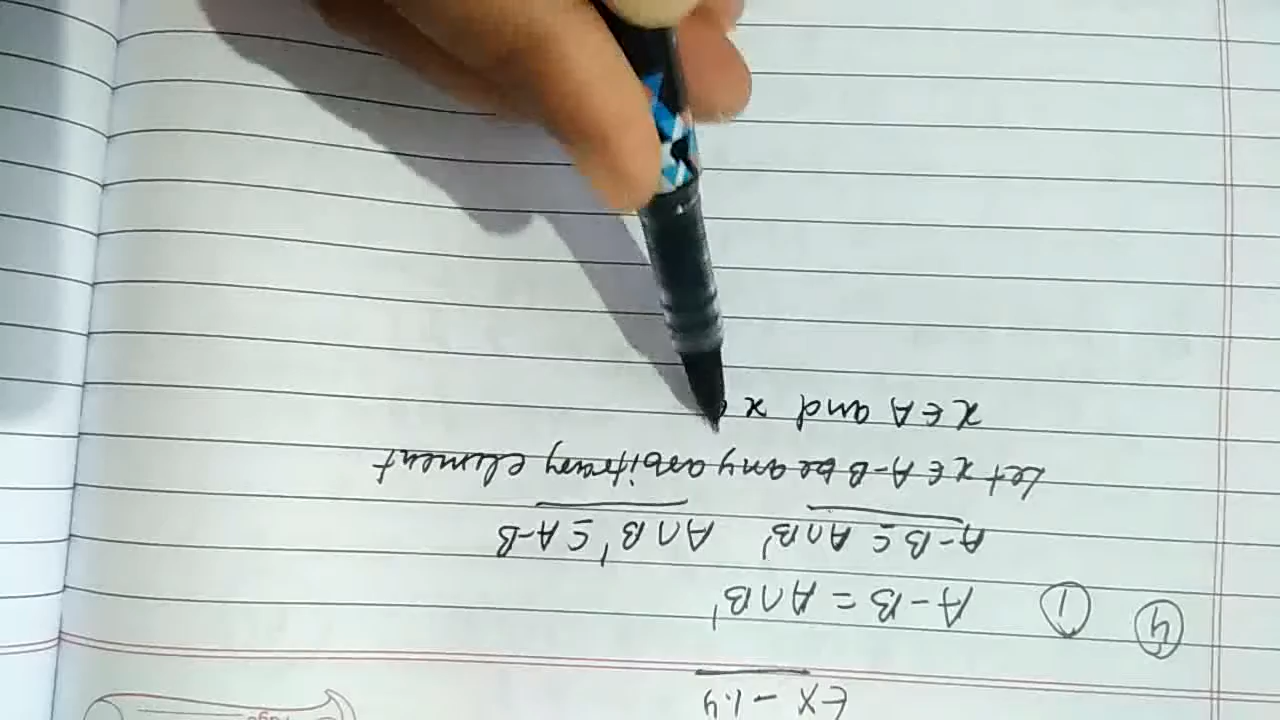 EX - 1.4
④ ① A - B = A ∩ B'
A - B ⊆ A ∩ B' A ∩ B' ⊆ A - B
Let x ∈ A - B be any arbitrary element
x ∈ A and x